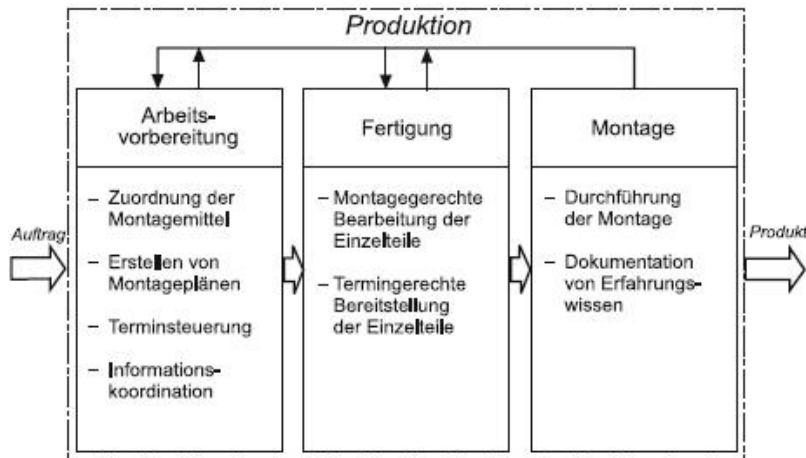 Produktion
Arbeits-
vorbereitung
Fertigung
Montage
Auftrag
– Zuordnung der
Montagemittel
– Erstellen von
Montageplänen
– Terminsteuerung
– Informations-
koordination
– Montagegerechte
Bearbeitung der
Einzelteile
– Termingerechte
Bereitstellung
der Einzelteile
– Durchführung
der Montage
– Dokumentation
von Erfahrungs-
wissen
Produkt